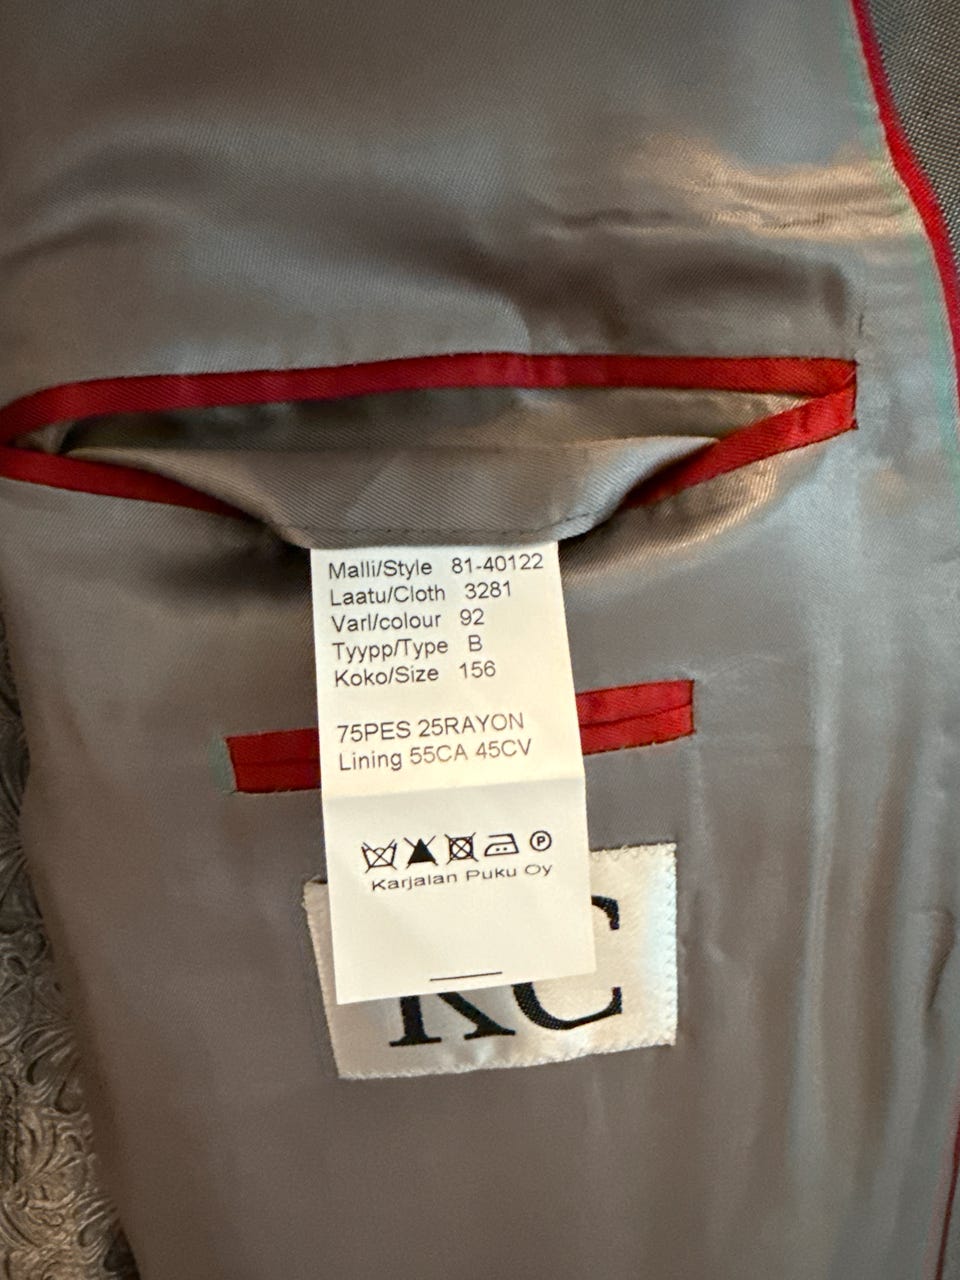 Malli/Style 81-40122
Laatu/Cloth 3281
Varl/colour 92
Tyypp/Type B
Koko/Size 156
75PES 25RAYON
Lining 55CA 45CV
P
Karjalan Puku Oy
KC